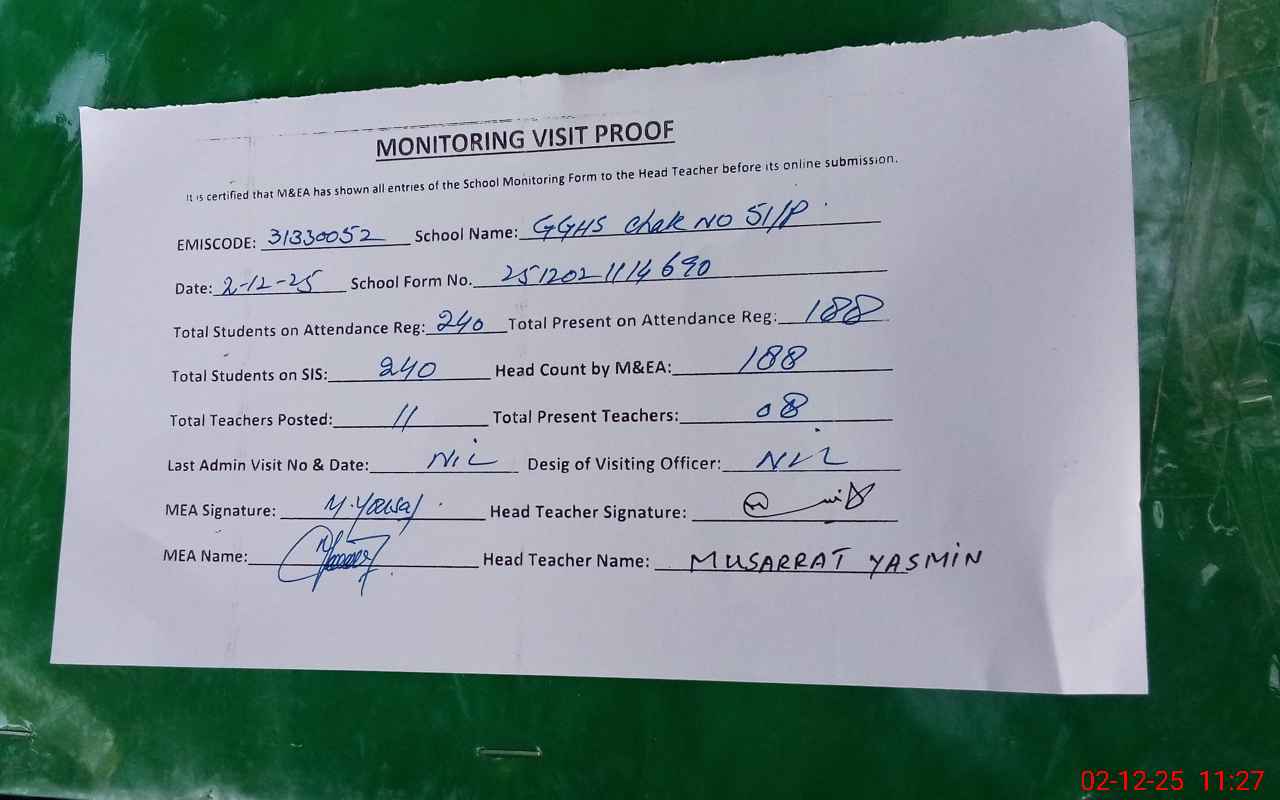 MONITORING VISIT PROOF
It is certified that M&EA has shown all entries of the School Monitoring Form to the Head Teacher before its online submission.
EMISCODE: 31330052 School Name: GGHS Chak NO 51/P
Date: 2-12-25 School Form No. 2512021114690
Total Students on Attendance Reg: 240 Total Present on Attendance Reg: 188
Total Students on SIS: 240 Head Count by M&EA: 188
Total Teachers Posted: 11 Total Present Teachers: 08
Last Admin Visit No & Date: NiL Desig of Visiting Officer: NiL
MEA Signature: M. Head Teacher Signature:
MEA Name: Head Teacher Name: MUSARRAT YASMiN
02-12-25 11:27